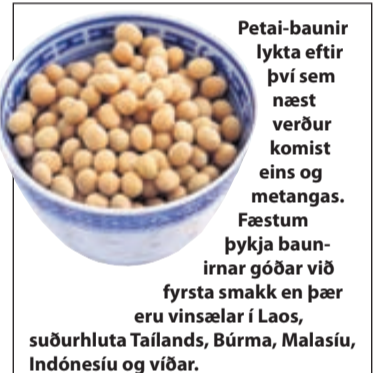 Petai-baunir
lykta eftir
því sem
næst
verður
komist
eins og
metangas.
Fæstum
þykja baun-
irnar góðar við
fyrsta smakk en þær
eru vinsælar í Laos,
suðurhluta Taílands, Búrma, Malasíu,
Indónesíu og víðar.